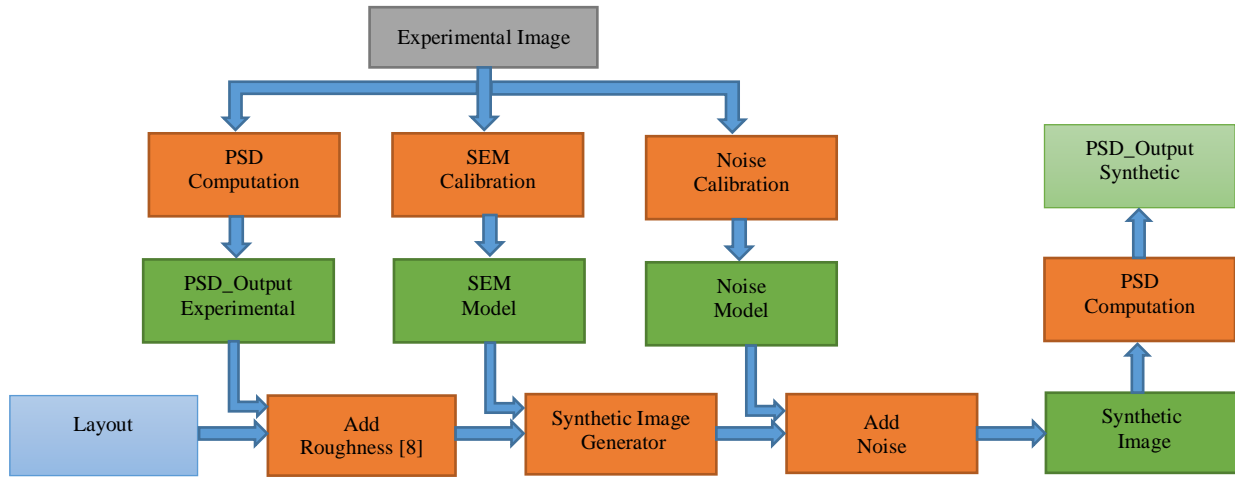 Experimental Image
PSD
Computation
SEM
Calibration
Noise
Calibration
PSD_Output
Synthetic
PSD_Output
Experimental
SEM
Model
Noise
Model
PSD
Computation
Layout
Add
Roughness [8]
Synthetic Image
Generator
Add
Noise
Synthetic
Image